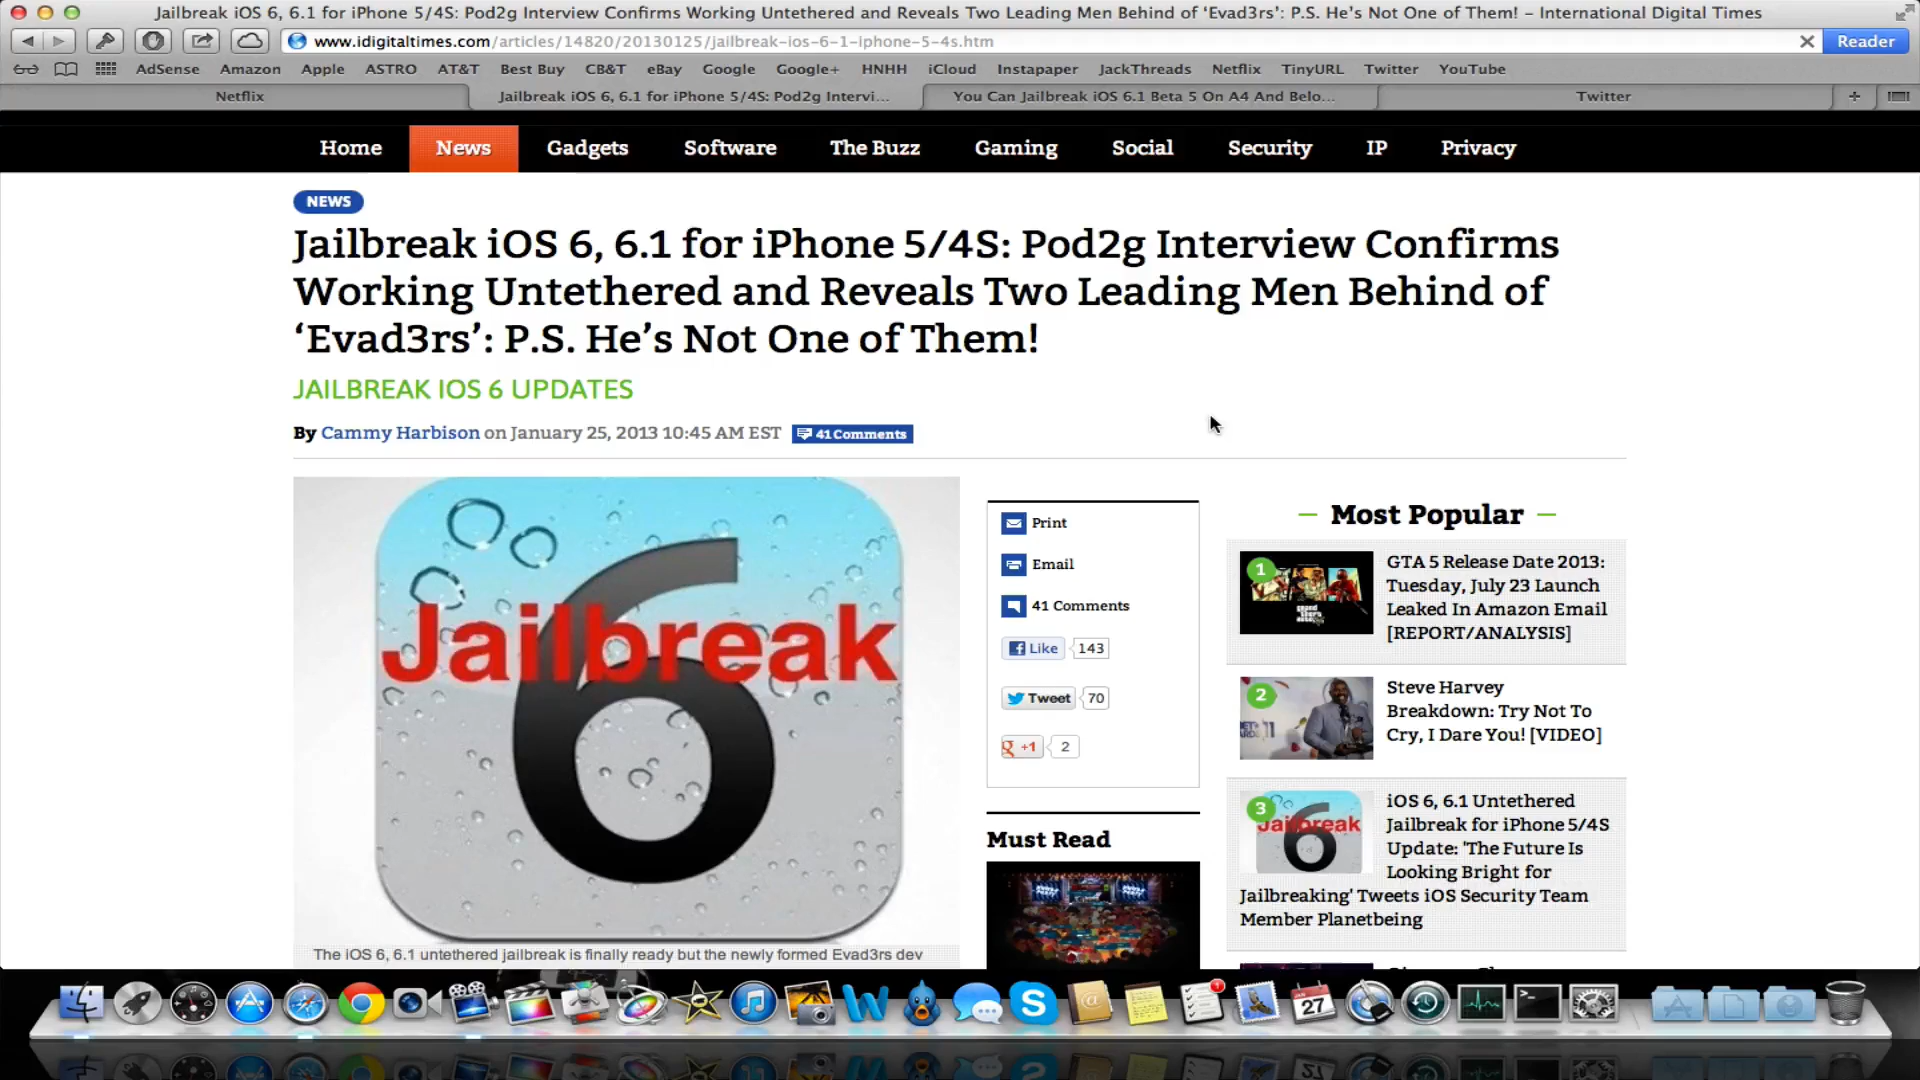 Jailbreak iOS 6, 6.1 for iPhone 5/4S: Pod2g Interview Confirms Working Untethered and Reveals Two Leading Men Behind of ‘Evad3rs’: P.S. He’s Not One of Them! – International Digital Times
www.idigitaltimes.com/articles/14820/20130125/jailbreak-ios-6-1-iphone-5-4s.htm
Reader
AdSense Amazon Apple ASTRO AT&T Best Buy CB&T eBay Google Google+ HNHH iCloud Instapaper JackThreads Netflix TinyURL Twitter YouTube
Netflix
Jailbreak iOS 6, 6.1 for iPhone 5/4S: Pod2g Intervi...
You Can Jailbreak iOS 6.1 Beta 5 On A4 And Belo...
Twitter
Home News Gadgets Software The Buzz Gaming Social Security IP Privacy
NEWS
Jailbreak iOS 6, 6.1 for iPhone 5/4S: Pod2g Interview Confirms
Working Untethered and Reveals Two Leading Men Behind of
‘Evad3rs’: P.S. He’s Not One of Them!
JAILBREAK IOS 6 UPDATES
By Cammy Harbison on January 25, 2013 10:45 AM EST 41 Comments
6
Jailbreak
The iOS 6, 6.1 untethered jailbreak is finally ready but the newly formed Evad3rs dev
Print
Email
41 Comments
Like 143
Tweet 70
+1 2
Must Read
Most Popular
1
GTA 5 Release Date 2013:
Tuesday, July 23 Launch
Leaked In Amazon Email
[REPORT/ANALYSIS]
2
Steve Harvey
Breakdown: Try Not To
Cry, I Dare You! [VIDEO]
3
Jailbreak
6
iOS 6, 6.1 Untethered
Jailbreak for iPhone 5/4S
Update: 'The Future Is
Looking Bright for
Jailbreaking' Tweets iOS Security Team
Member Planetbeing
1
JAN
27